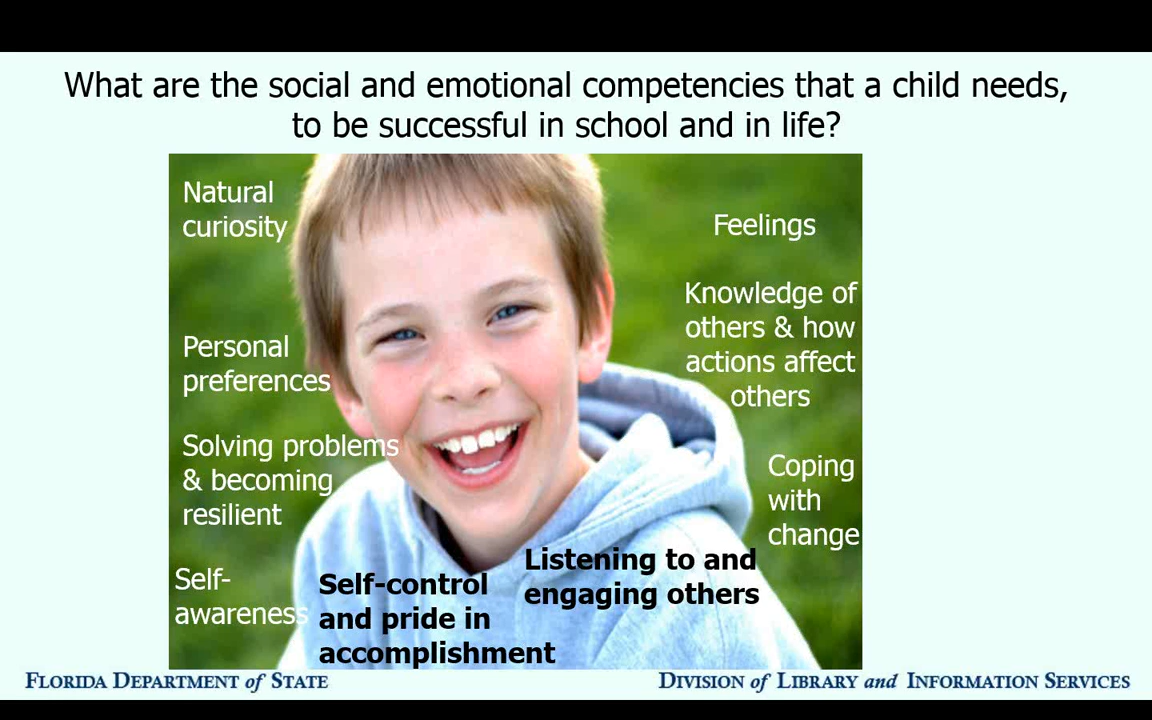 What are the social and emotional competencies that a child needs,
to be successful in school and in life?
Natural
curiosity
Personal
preferences
Solving problems
& becoming
resilient
Self-
awareness
Self-control
and pride in
accomplishment
Listening to and
engaging others
Feelings
Knowledge of
others & how
actions affect
others
Coping
with
change
FLORIDA DEPARTMENT of STATE
DIVISION of LIBRARY and INFORMATION SERVICES